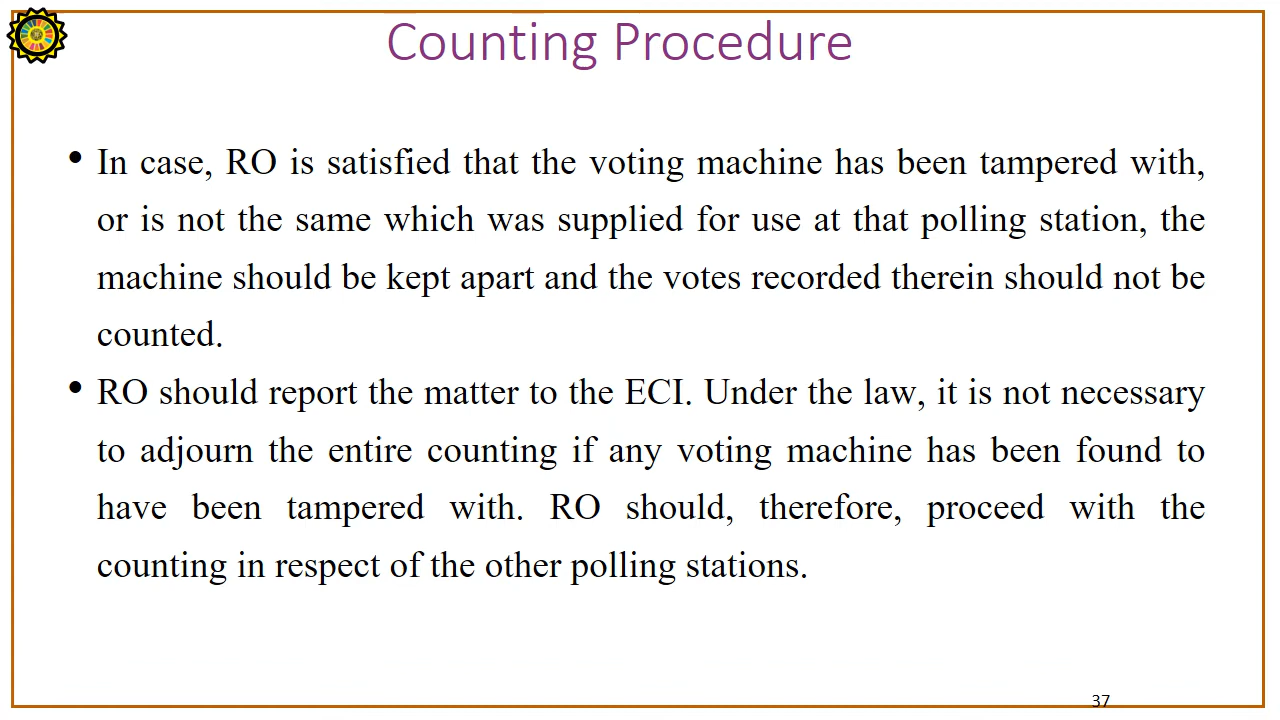 Counting Procedure
• In case, RO is satisfied that the voting machine has been tampered with,
or is not the same which was supplied for use at that polling station, the
machine should be kept apart and the votes recorded therein should not be
counted.
• RO should report the matter to the ECI. Under the law, it is not necessary
to adjourn the entire counting if any voting machine has been found to
have been tampered with. RO should, therefore, proceed with the
counting in respect of the other polling stations.
37